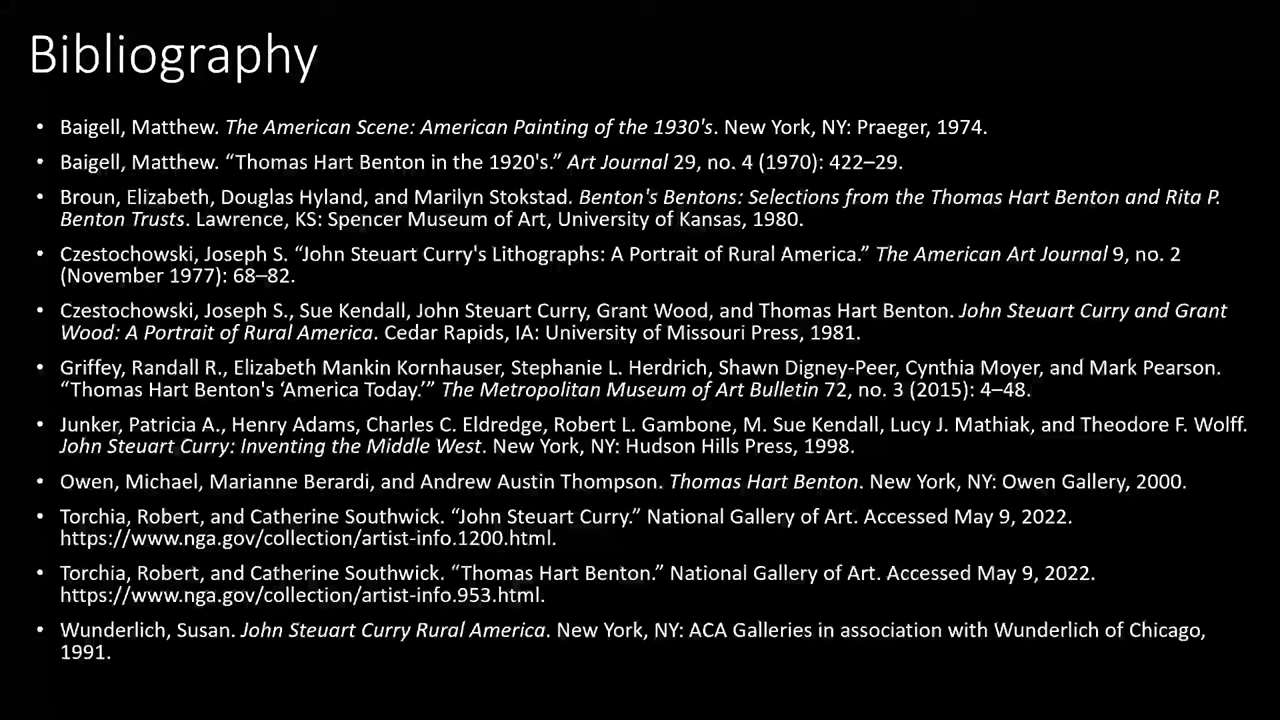 Bibliography
• Baigell, Matthew. The American Scene: American Painting of the 1930's. New York, NY: Praeger, 1974.
• Baigell, Matthew. “Thomas Hart Benton in the 1920's.” Art Journal 29, no. 4 (1970): 422–29.
• Broun, Elizabeth, Douglas Hyland, and Marilyn Stokstad. Benton's Bentons: Selections from the Thomas Hart Benton and Rita P.
Benton Trusts. Lawrence, KS: Spencer Museum of Art, University of Kansas, 1980.
• Czestochowski, Joseph S. “John Steuart Curry's Lithographs: A Portrait of Rural America.” The American Art Journal 9, no. 2
(November 1977): 68–82.
• Czestochowski, Joseph S., Sue Kendall, John Steuart Curry, Grant Wood, and Thomas Hart Benton. John Steuart Curry and Grant
Wood: A Portrait of Rural America. Cedar Rapids, IA: University of Missouri Press, 1981.
• Griffey, Randall R., Elizabeth Mankin Kornhauser, Stephanie L. Herdrich, Shawn Digney-Peer, Cynthia Moyer, and Mark Pearson.
“Thomas Hart Benton's ‘America Today.’” The Metropolitan Museum of Art Bulletin 72, no. 3 (2015): 4–48.
• Junker, Patricia A., Henry Adams, Charles C. Eldredge, Robert L. Gambone, M. Sue Kendall, Lucy J. Mathiak, and Theodore F. Wolff.
John Steuart Curry: Inventing the Middle West. New York, NY: Hudson Hills Press, 1998.
• Owen, Michael, Marianne Berardi, and Andrew Austin Thompson. Thomas Hart Benton. New York, NY: Owen Gallery, 2000.
• Torchia, Robert, and Catherine Southwick. “John Steuart Curry.” National Gallery of Art. Accessed May 9, 2022.
https://www.nga.gov/collection/artist-info.1200.html.
• Torchia, Robert, and Catherine Southwick. “Thomas Hart Benton.” National Gallery of Art. Accessed May 9, 2022.
https://www.nga.gov/collection/artist-info.953.html.
• Wunderlich, Susan. John Steuart Curry Rural America. New York, NY: ACA Galleries in association with Wunderlich of Chicago,
1991.